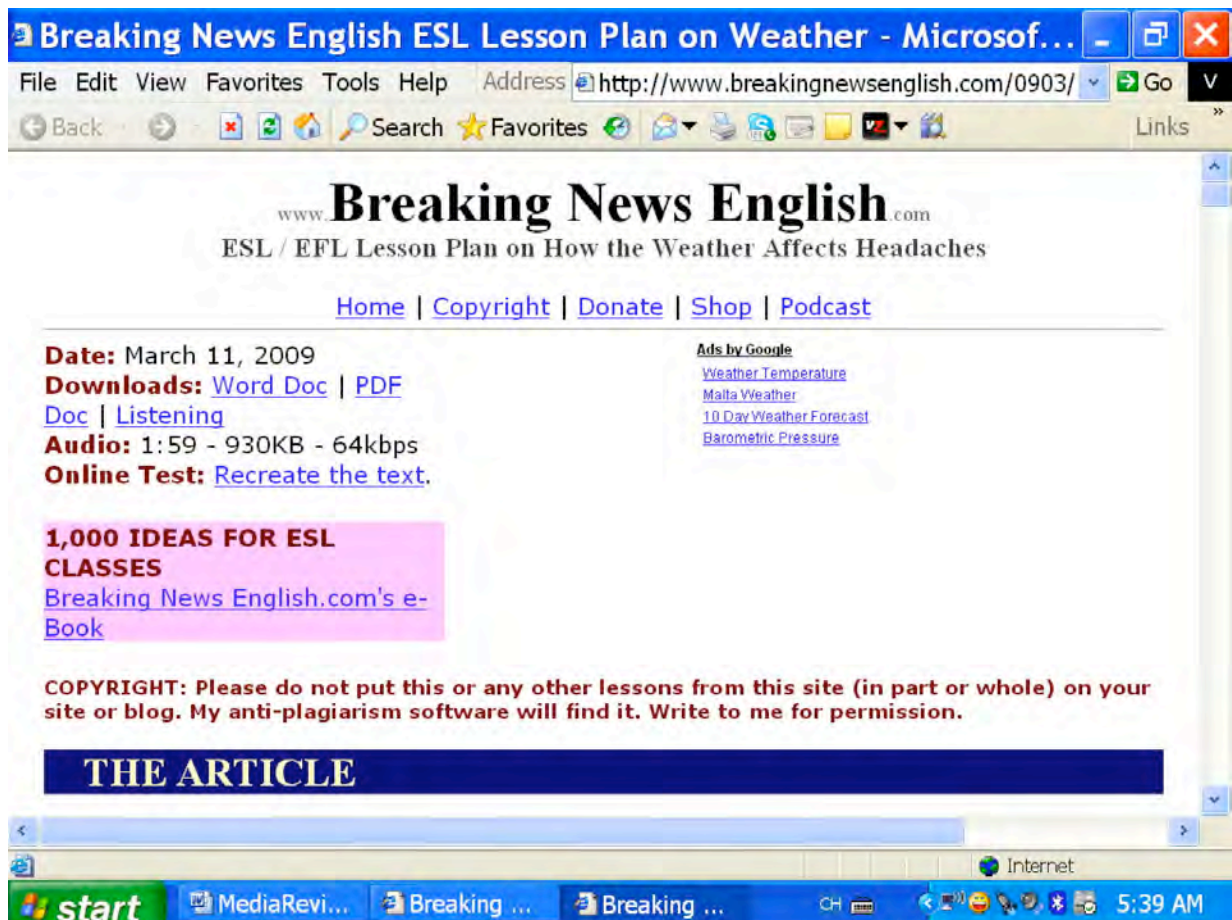 Breaking News English ESL Lesson Plan on Weather - Microsof...
File Edit View Favorites Tools Help Address http://www.breakingnewsenglish.com/0903/ Go
Back Search Favorites Links
www.Breaking News English.com
ESL / EFL Lesson Plan on How the Weather Affects Headaches
Home | Copyright | Donate | Shop | Podcast
Date: March 11, 2009
Downloads: Word Doc | PDF
Doc | Listening
Audio: 1:59 - 930KB - 64kbps
Online Test: Recreate the text.
Ads by Google
Weather Temperature
Malta Weather
10 Day Weather Forecast
Barometric Pressure
1,000 IDEAS FOR ESL
CLASSES
Breaking News English.com's e-
Book
COPYRIGHT: Please do not put this or any other lessons from this site (in part or whole) on your
site or blog. My anti-plagiarism software will find it. Write to me for permission.
THE ARTICLE
Internet
start MediaRevi... Breaking ... Breaking ... CH 5:39 AM